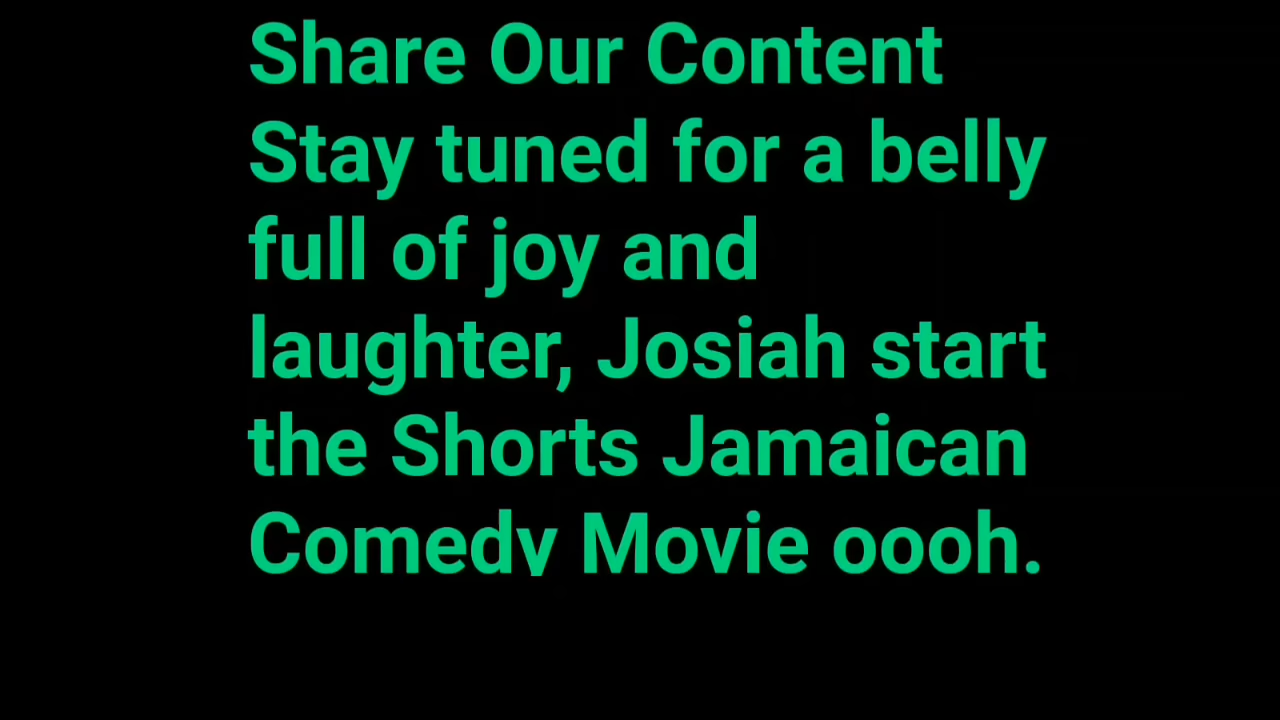 Share Our Content
Stay tuned for a belly
full of joy and
laughter, Josiah start
the Shorts Jamaican
Comedy Movie oooh.